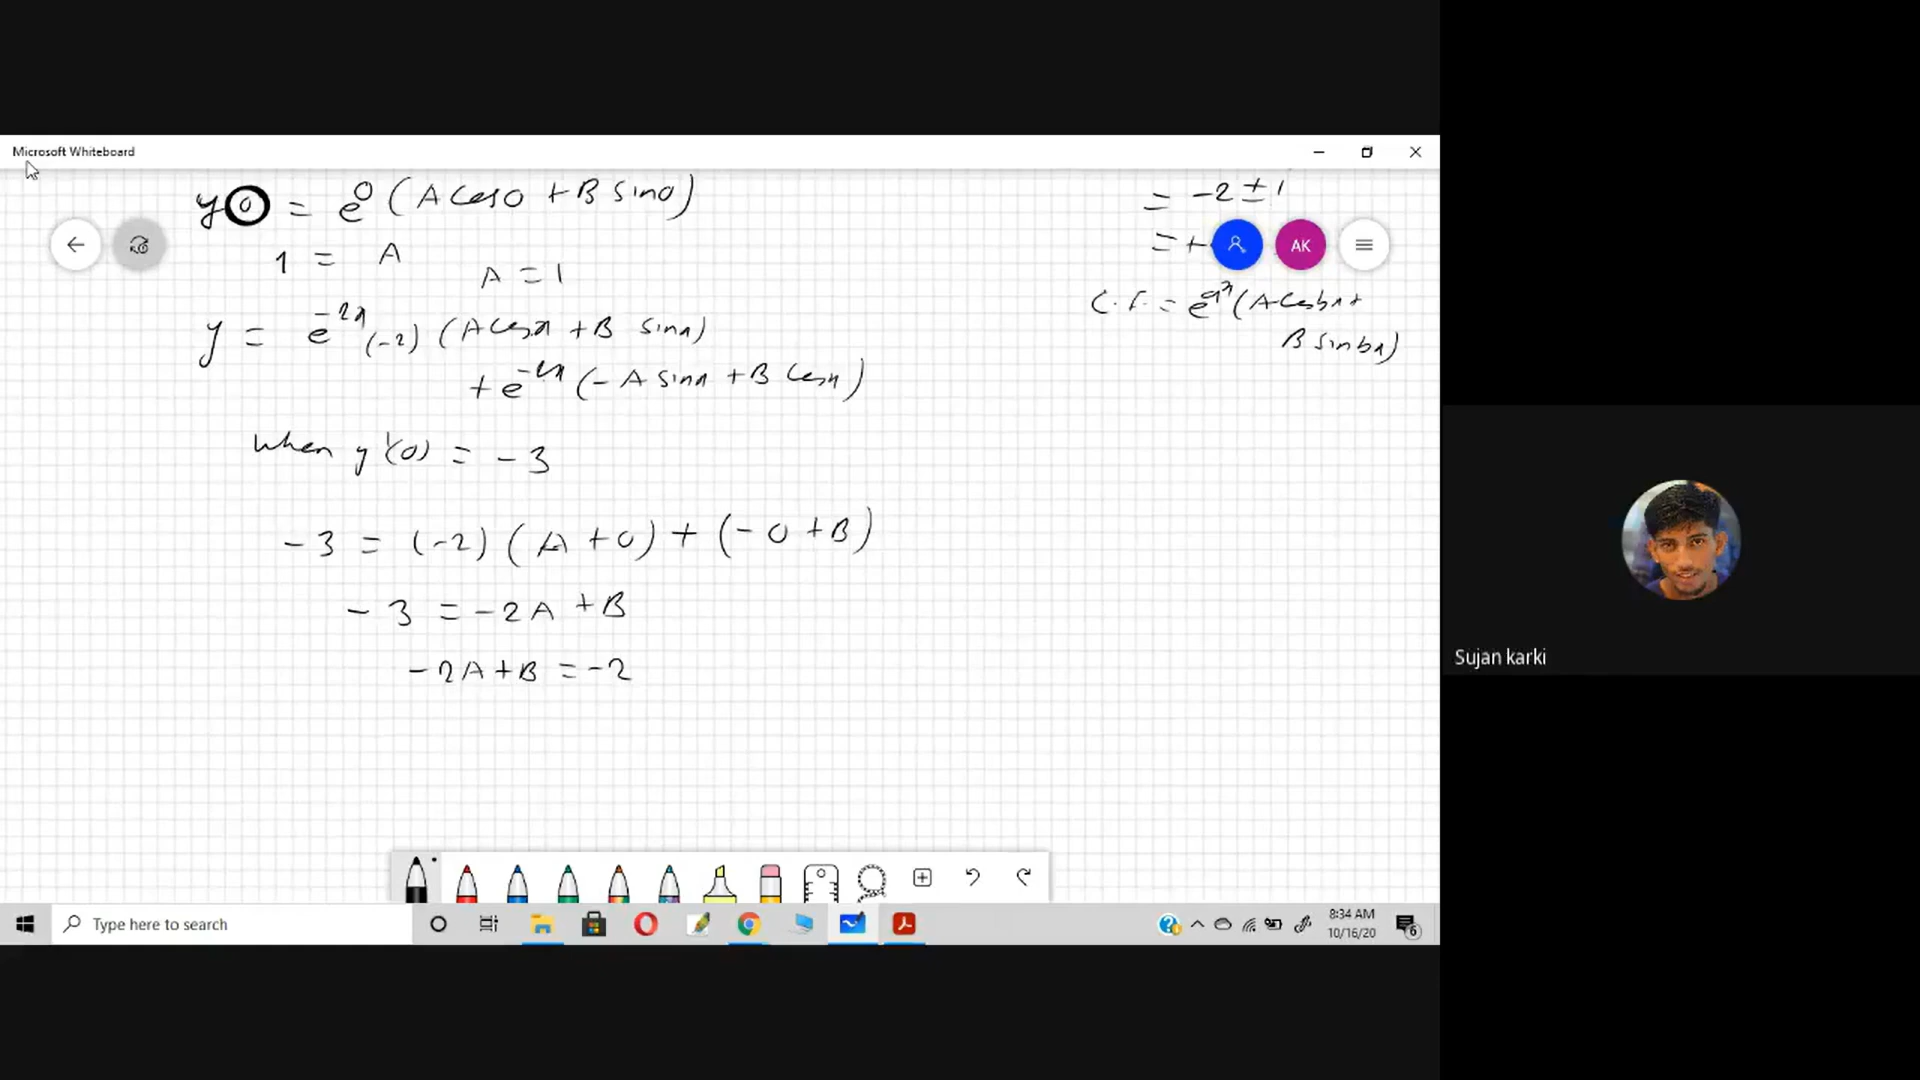 Microsoft Whiteboard
y(0) = e^0 (A cos0 + B sin0)
1 = A
A = 1
y = e^-2x (-2) (A cosx + B sinx)
+ e^-2x (- A sinx + B cosx)
When y'(0) = -3
-3 = (-2) (A + 0) + (-0 + B)
-3 = -2A + B
-2A + B = -2
= -2 ± 1
= +
AK
C.F. = e^ax (A cosbx +
B sinbx)
Sujan karki
Type here to search
8:34 AM
10/16/20
6